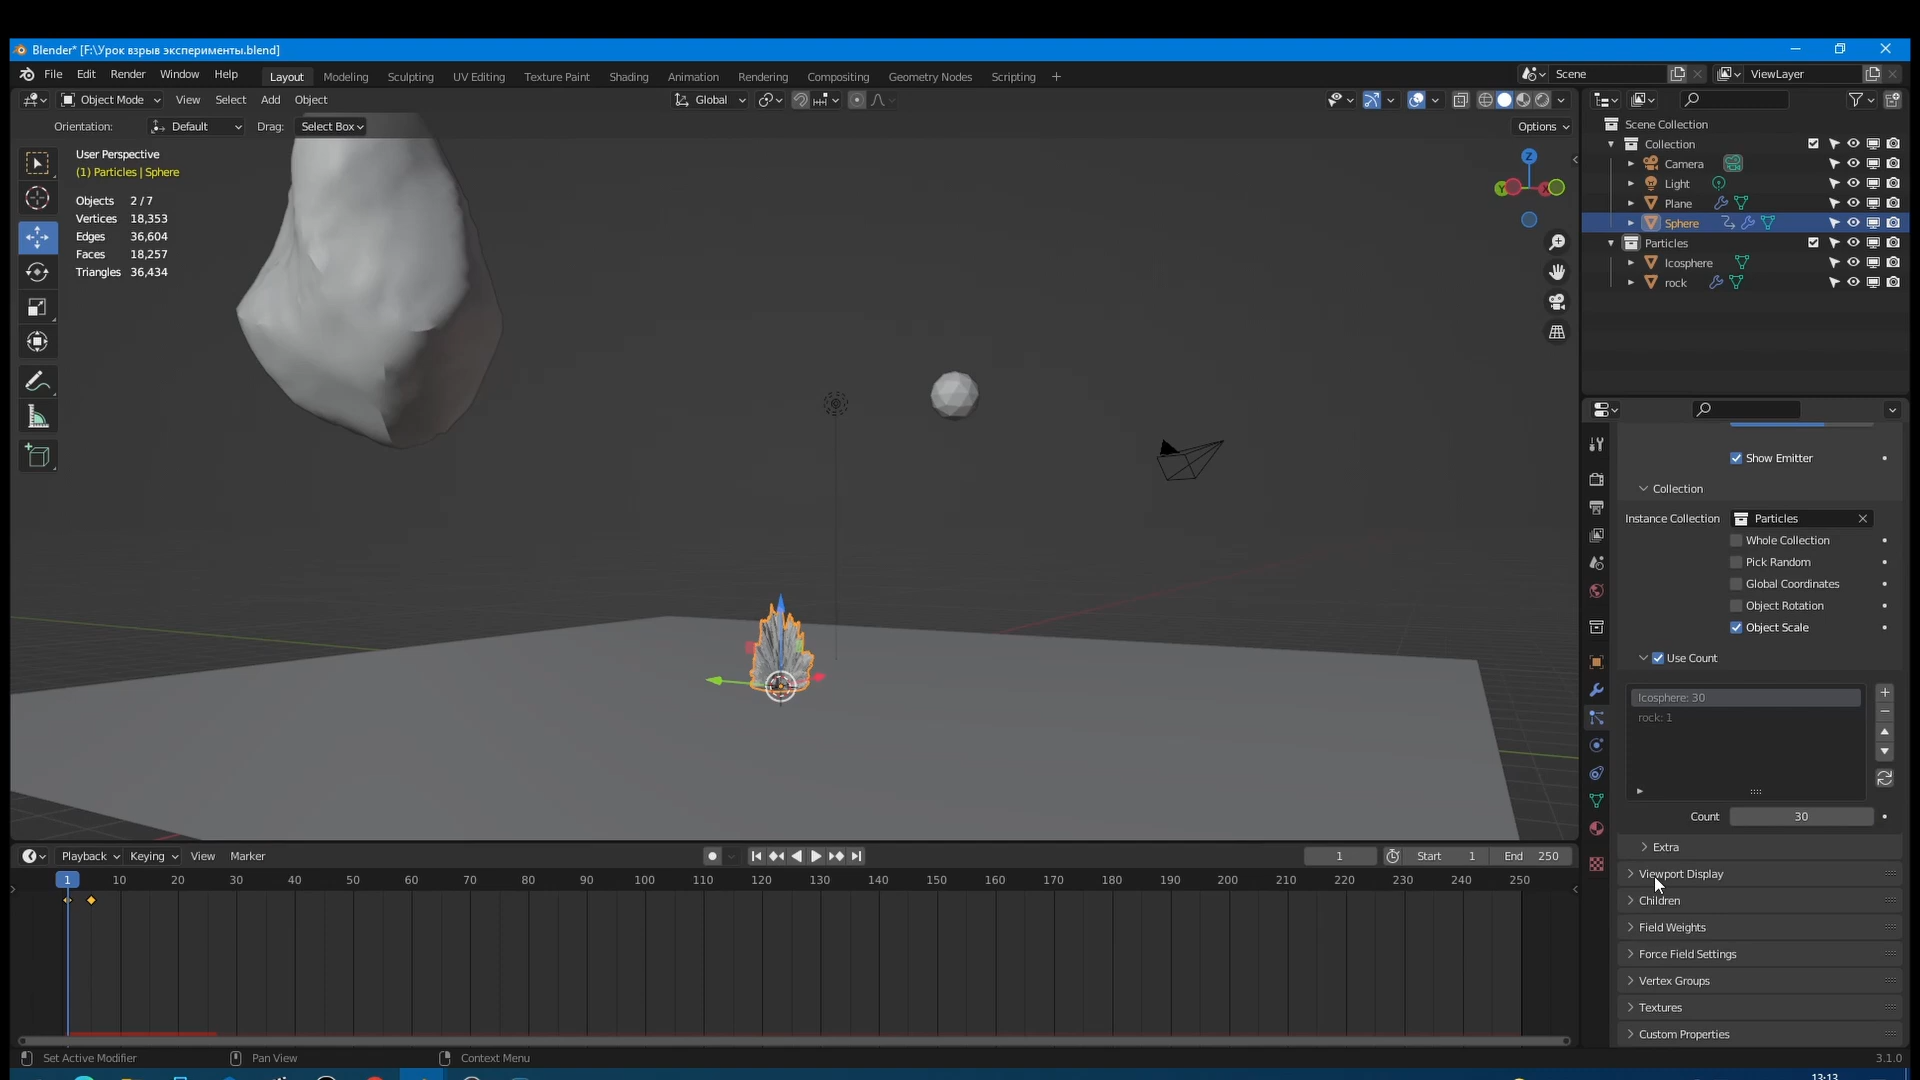 Blender* [F:\Урок взрыв эксперименты.blend]
File Edit Render Window Help Layout Modeling Sculpting UV Editing Texture Paint Shading Animation Rendering Compositing Geometry Nodes Scripting + Scene ViewLayer
Object Mode View Select Add Object Global
Orientation: Default Drag: Select Box Options
User Perspective
(1) Particles | Sphere
Objects 2 / 7
Vertices 18,353
Edges 36,604
Faces 18,257
Triangles 36,434
Z
Y
X
Scene Collection
Collection
Camera
Light
Plane
Sphere
Particles
Icosphere
rock
Show Emitter
Collection
Instance Collection Particles
Whole Collection
Pick Random
Global Coordinates
Object Rotation
Object Scale
Use Count
Icosphere: 30
rock: 1
Count 30
Extra
Viewport Display
Children
Field Weights
Force Field Settings
Vertex Groups
Textures
Custom Properties
Playback Keying View Marker 1 Start 1 End 250
1 10 20 30 40 50 60 70 80 90 100 110 120 130 140 150 160 170 180 190 200 210 220 230 240 250
Set Active Modifier Pan View Context Menu 3.1.0
13:13